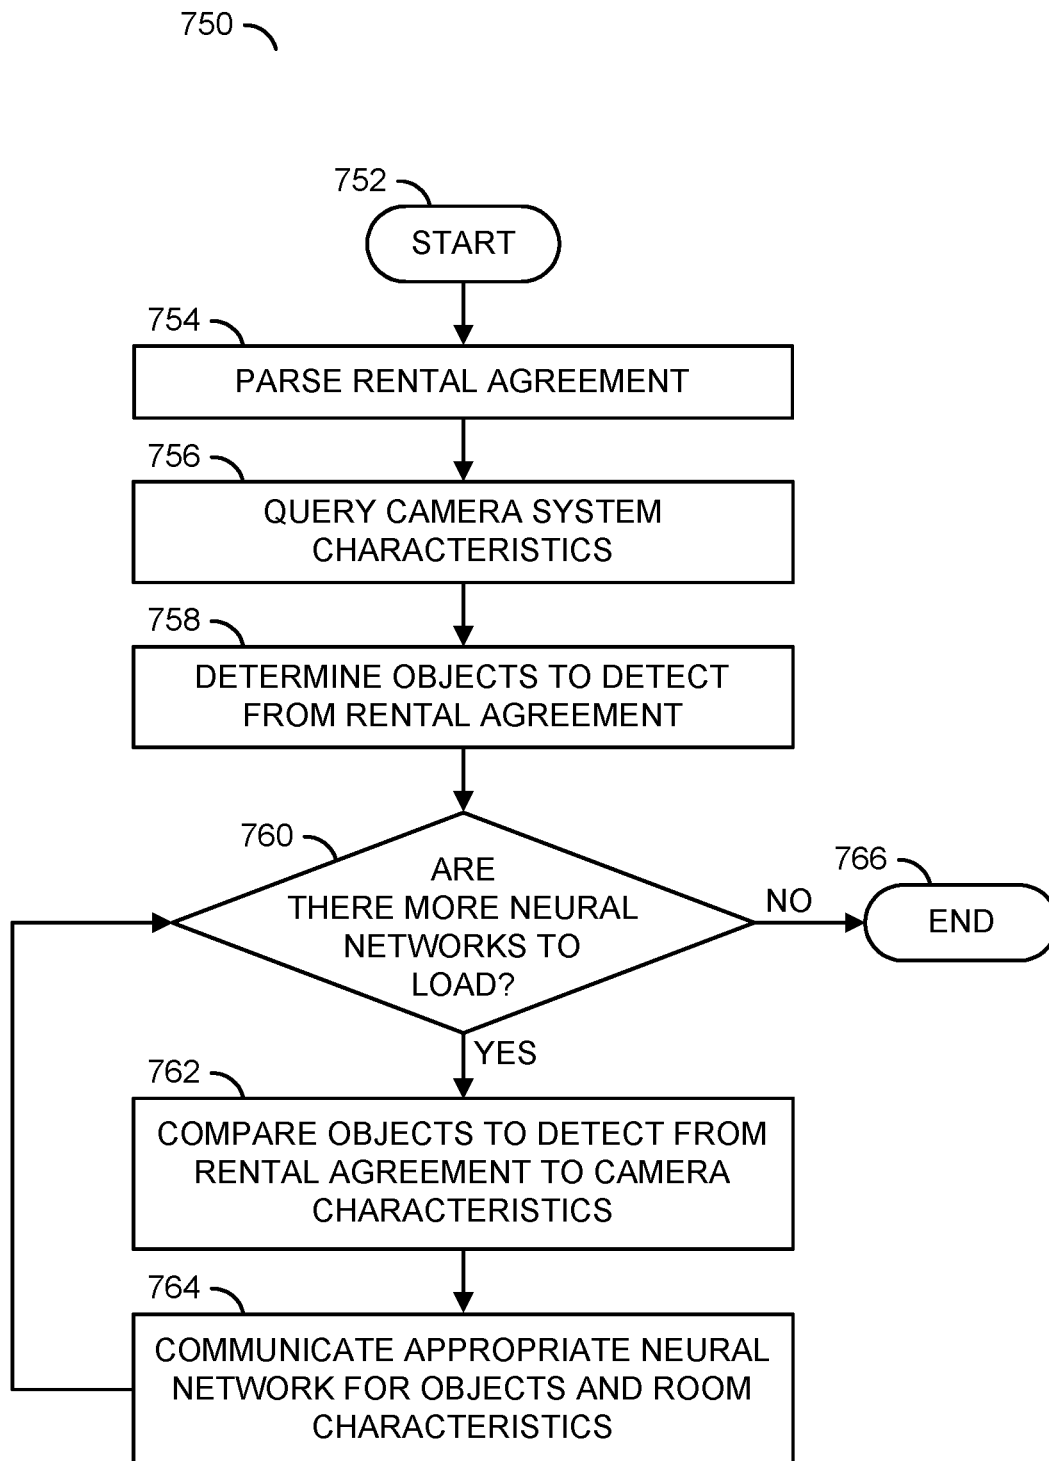 750
752
START
754
PARSE RENTAL AGREEMENT
756
QUERY CAMERA SYSTEM
CHARACTERISTICS
758
DETERMINE OBJECTS TO DETECT
FROM RENTAL AGREEMENT
760
ARE
THERE MORE NEURAL
NETWORKS TO
LOAD?
NO
766
END
YES
762
COMPARE OBJECTS TO DETECT FROM
RENTAL AGREEMENT TO CAMERA
CHARACTERISTICS
764
COMMUNICATE APPROPRIATE NEURAL
NETWORK FOR OBJECTS AND ROOM
CHARACTERISTICS